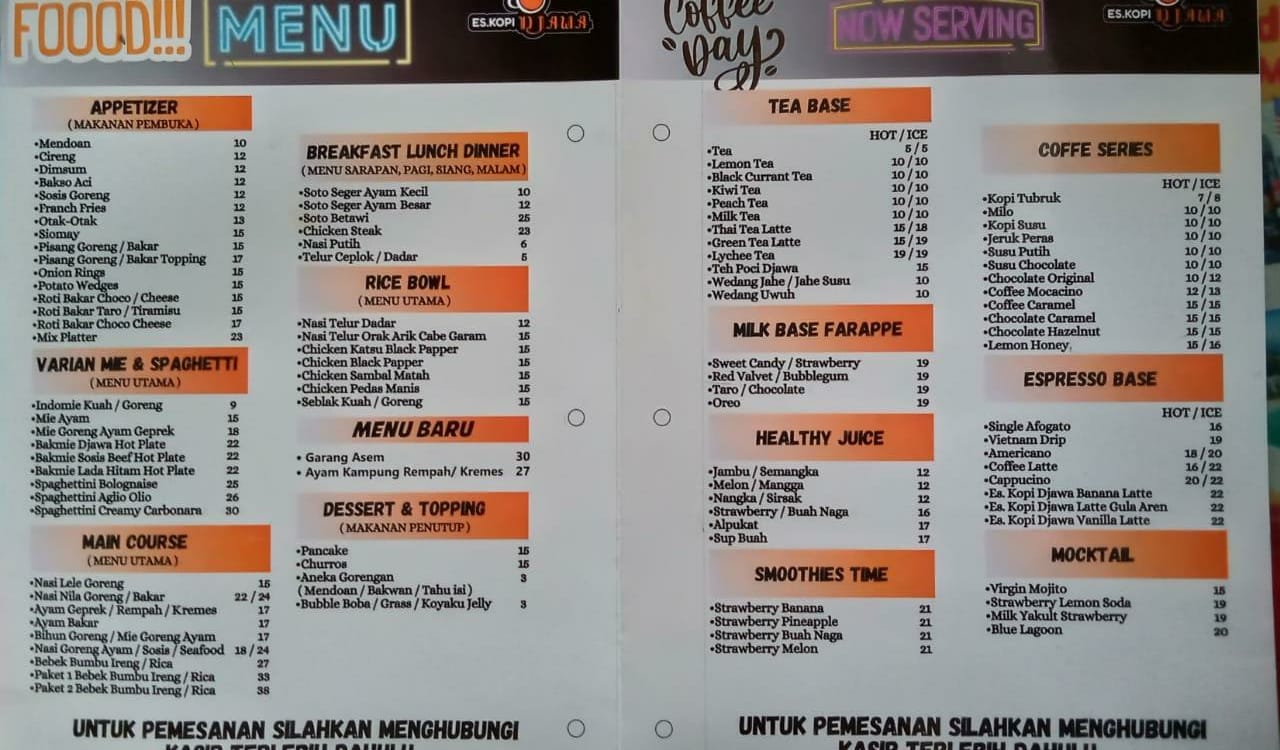 FOOOD!!!
MENU
ES.KOPI DJAWA
APPETIZER
(MAKANAN PEMBUKA)
•Mendoan 10
•Cireng 12
•Dimsum 12
•Bakso Aci 12
•Sosis Goreng 12
•Franch Fries 12
•Otak-Otak 13
•Siomay 15
•Pisang Goreng / Bakar 15
•Pisang Goreng / Bakar Topping 17
•Onion Rings 15
•Potato Wedges 15
•Roti Bakar Choco / Cheese 15
•Roti Bakar Taro / Tiramisu 15
•Roti Bakar Choco Cheese 17
•Mix Platter 23
VARIAN MIE & SPAGHETTI
(MENU UTAMA)
•Indomie Kuah / Goreng 9
•Mie Ayam 15
•Mie Goreng Ayam Geprek 18
•Bakmie Djawa Hot Plate 22
•Bakmie Sosis Beef Hot Plate 22
•Bakmie Lada Hitam Hot Plate 22
•Spaghettini Bolognaise 25
•Spaghettini Aglio Olio 26
•Spaghettini Creamy Carbonara 30
MAIN COURSE
(MENU UTAMA)
•Nasi Lele Goreng 15
•Nasi Nila Goreng / Bakar 22 / 24
•Ayam Geprek / Rempah / Kremes 17
•Ayam Bakar 17
•Bihun Goreng / Mie Goreng Ayam 17
•Nasi Goreng Ayam / Sosis / Seafood 18 / 24
•Bebek Bumbu Ireng / Rica 27
•Paket 1 Bebek Bumbu Ireng / Rica 33
•Paket 2 Bebek Bumbu Ireng / Rica 38
BREAKFAST LUNCH DINNER
(MENU SARAPAN, PAGI, SIANG, MALAM)
•Soto Seger Ayam Kecil 10
•Soto Seger Ayam Besar 12
•Soto Betawi 25
•Chicken Steak 23
•Nasi Putih 6
•Telur Ceplok / Dadar 5
RICE BOWL
(MENU UTAMA)
•Nasi Telur Dadar 12
•Nasi Telur Orak Arik Cabe Garam 15
•Chicken Katsu Black Papper 15
•Chicken Black Papper 15
•Chicken Sambal Matah 15
•Chicken Pedas Manis 15
•Seblak Kuah / Goreng 15
MENU BARU
• Garang Asem 30
• Ayam Kampung Rempah/ Kremes 27
DESSERT & TOPPING
(MAKANAN PENUTUP)
•Pancake 15
•Churros 15
•Aneka Gorengan 3
(Mendoan / Bakwan / Tahu isi)
•Bubble Boba / Grass / Koyaku Jelly 3
UNTUK PEMESANAN SILAHKAN MENGHUBUNGI
KASIR TERLEBIH DAHULU
Coffee Day
NOW SERVING
ES.KOPI DJAWA
TEA BASE
HOT / ICE
•Tea 5 / 5
•Lemon Tea 10 / 10
•Black Currant Tea 10 / 10
•Kiwi Tea 10 / 10
•Peach Tea 10 / 10
•Milk Tea 10 / 10
•Thai Tea Latte 15 / 18
•Green Tea Latte 15 / 19
•Lychee Tea 19 / 19
•Teh Poci Djawa 15
•Wedang Jahe / Jahe Susu 10
•Wedang Uwuh 10
MILK BASE FARAPPE
•Sweet Candy / Strawberry 19
•Red Valvet / Bubblegum 19
•Taro / Chocolate 19
•Oreo 19
HEALTHY JUICE
•Jambu / Semangka 12
•Melon / Mangga 12
•Nangka / Sirsak 12
•Strawberry / Buah Naga 16
•Alpukat 17
•Sup Buah 17
SMOOTHIES TIME
•Strawberry Banana 21
•Strawberry Pineapple 21
•Strawberry Buah Naga 21
•Strawberry Melon 21
COFFE SERIES
HOT / ICE
•Kopi Tubruk 7 / 8
•Milo 10 / 10
•Kopi Susu 10 / 10
•Jeruk Peras 10 / 10
•Susu Putih 10 / 10
•Susu Chocolate 10 / 10
•Chocolate Original 10 / 12
•Coffee Mocacino 12 / 13
•Coffee Caramel 15 / 15
•Chocolate Caramel 15 / 15
•Chocolate Hazelnut 15 / 15
•Lemon Honey 15 / 16
ESPRESSO BASE
HOT / ICE
•Single Afogato 16
•Vietnam Drip 19
•Americano 18 / 20
•Coffee Latte 16 / 22
•Cappucino 20 / 22
•Es. Kopi Djawa Banana Latte 22
•Es. Kopi Djawa Latte Gula Aren 22
•Es. Kopi Djawa Vanilla Latte 22
MOCKTAIL
•Virgin Mojito 15
•Strawberry Lemon Soda 19
•Milk Yakult Strawberry 19
•Blue Lagoon 20
UNTUK PEMESANAN SILAHKAN MENGHUBUNGI
KASIR TERLEBIH DAHULU